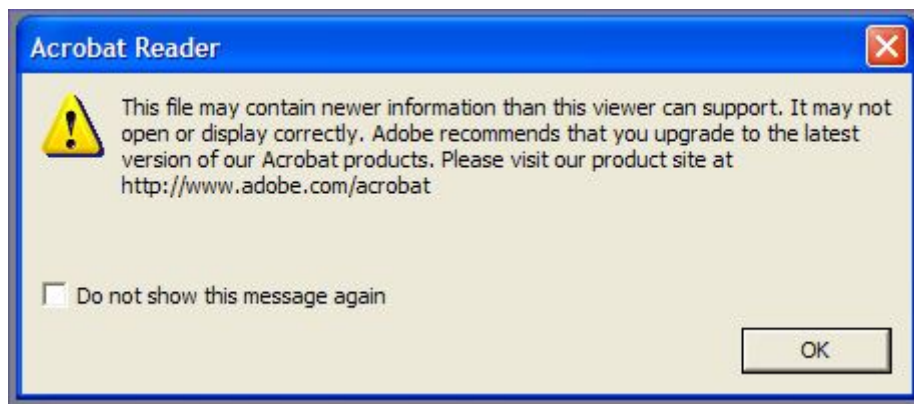 Acrobat Reader
This file may contain newer information than this viewer can support. It may not
open or display correctly. Adobe recommends that you upgrade to the latest
version of our Acrobat products. Please visit our product site at
http://www.adobe.com/acrobat
Do not show this message again
OK